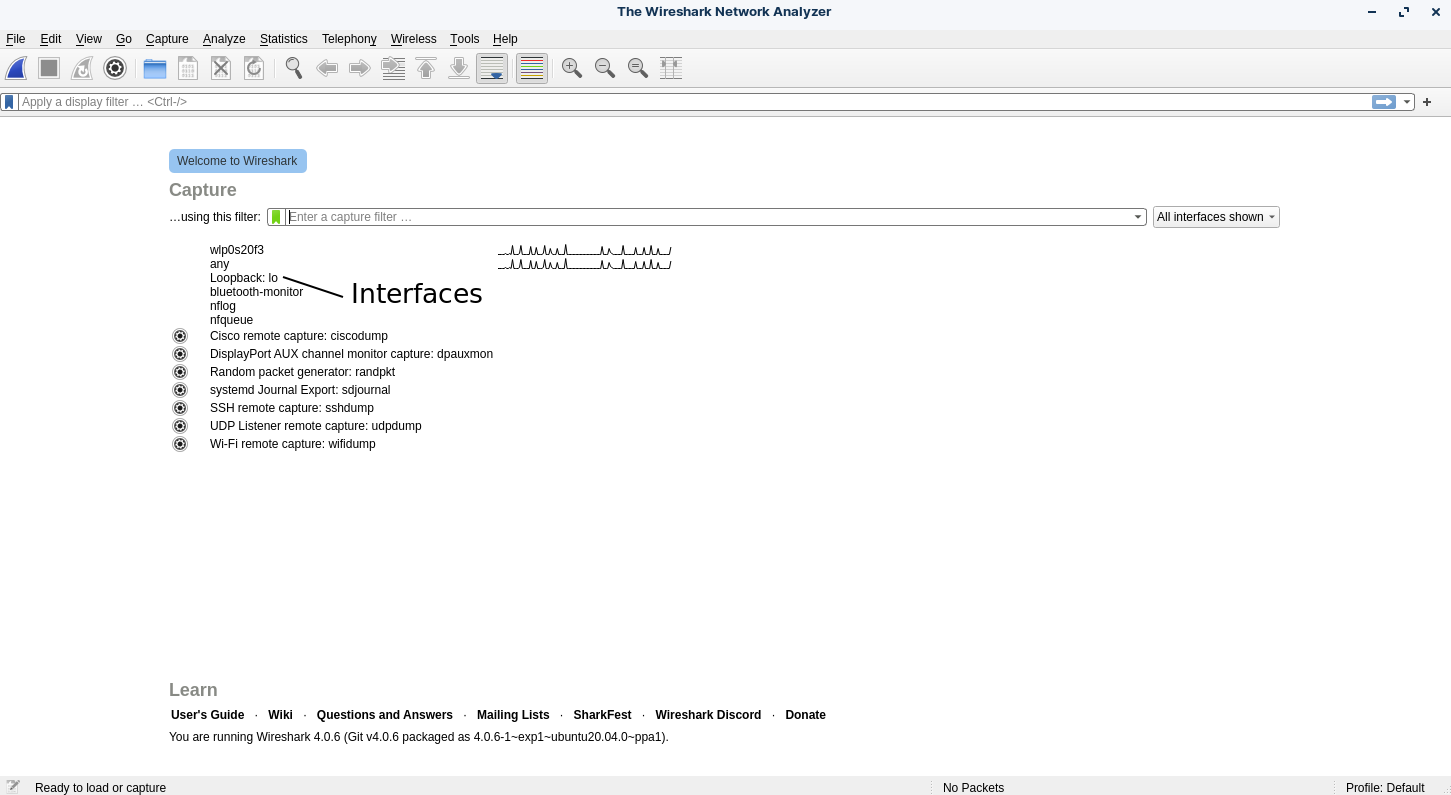 The Wireshark Network Analyzer
File Edit View Go Capture Analyze Statistics Telephony Wireless Tools Help
Apply a display filter … <Ctrl-/>
Welcome to Wireshark
Capture
…using this filter: Enter a capture filter … All interfaces shown
wlp0s20f3
any
Loopback: lo
bluetooth-monitor
Interfaces
nflog
nfqueue
Cisco remote capture: ciscodump
DisplayPort AUX channel monitor capture: dpauxmon
Random packet generator: randpkt
systemd Journal Export: sdjournal
SSH remote capture: sshdump
UDP Listener remote capture: udpdump
Wi-Fi remote capture: wifidump
Learn
User's Guide · Wiki · Questions and Answers · Mailing Lists · SharkFest · Wireshark Discord · Donate
You are running Wireshark 4.0.6 (Git v4.0.6 packaged as 4.0.6-1~exp1~ubuntu20.04.0~ppa1).
Ready to load or capture No Packets Profile: Default